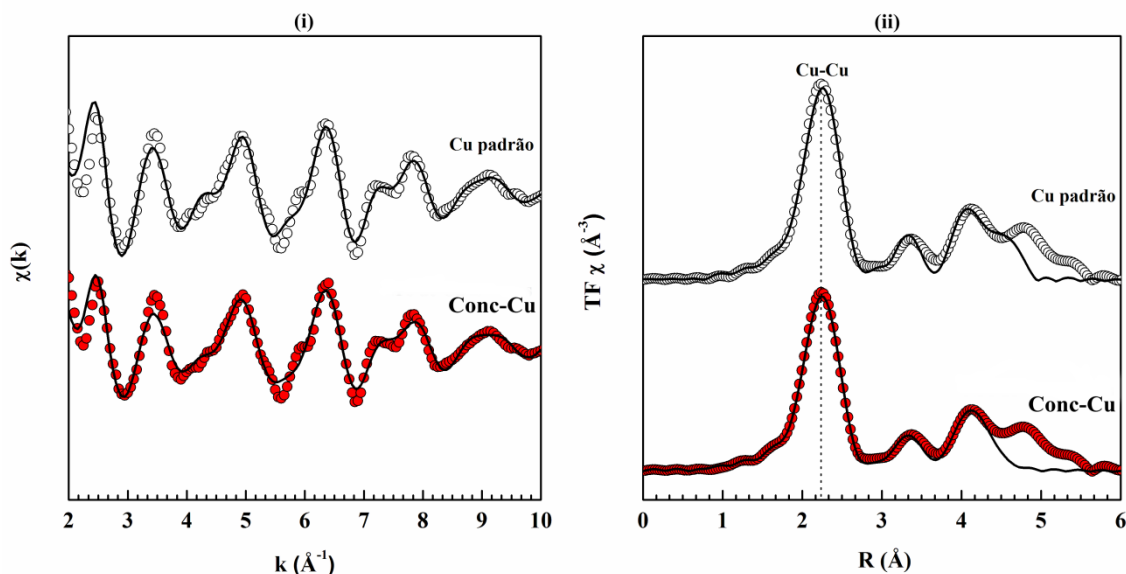 (i)
χ(k)
Cu padrão
Conc-Cu
2 3 4 5 6 7 8 9 10
k (Å⁻¹)
(ii)
TF χ (Å⁻³)
Cu-Cu
Cu padrão
Conc-Cu
0 1 2 3 4 5 6
R (Å)